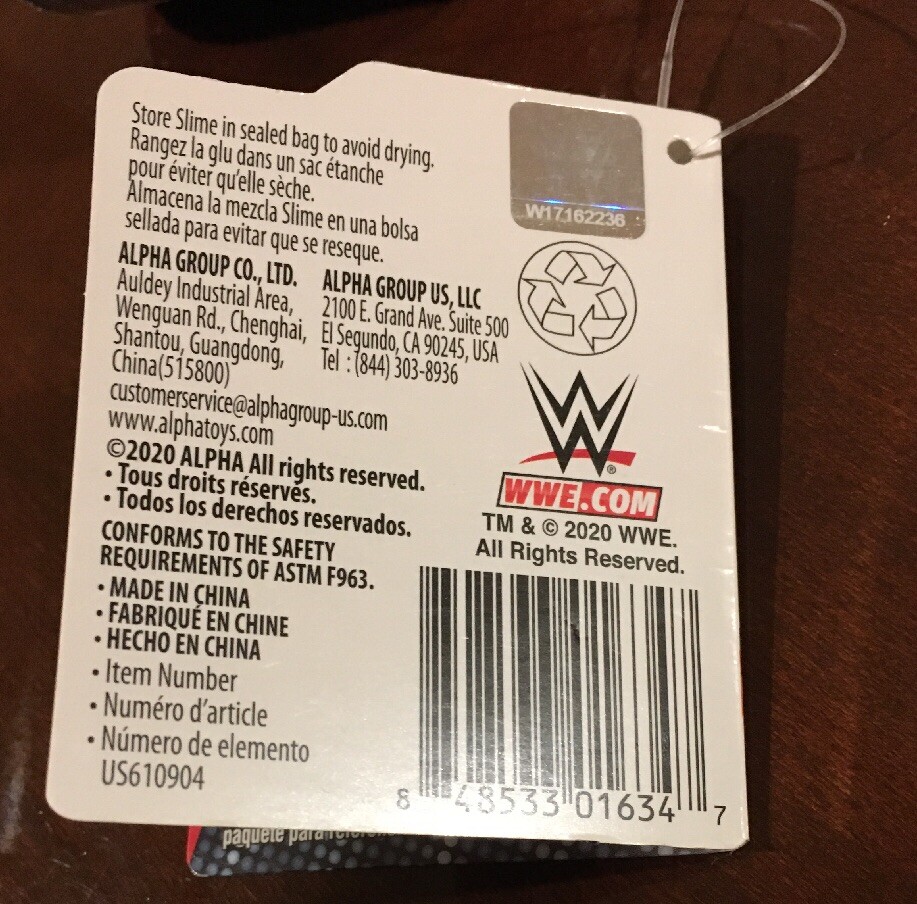 Store Slime in sealed bag to avoid drying.
Rangez la glu dans un sac étanche
pour éviter qu'elle sèche.
Almacena la mezcla Slime en una bolsa
sellada para evitar que se reseque.
ALPHA GROUP CO., LTD.
Auldey Industrial Area,
Wenguan Rd., Chenghai,
Shantou, Guangdong,
China(515800)
ALPHA GROUP US, LLC
2100 E. Grand Ave. Suite 500
El Segundo, CA 90245, USA
Tel : (844) 303-8936
customerservice@alphagroup-us.com
www.alphatoys.com
©2020 ALPHA All rights reserved.
• Tous droits réservés.
• Todos los derechos reservados.
CONFORMS TO THE SAFETY
REQUIREMENTS OF ASTM F963.
• MADE IN CHINA
• FABRIQUÉ EN CHINE
• HECHO EN CHINA
• Item Number
• Numéro d'article
• Número de elemento
US610904
W17162236
W
®
WWE.COM
TM & © 2020 WWE.
All Rights Reserved.
8 48533 01634 7
paquete para